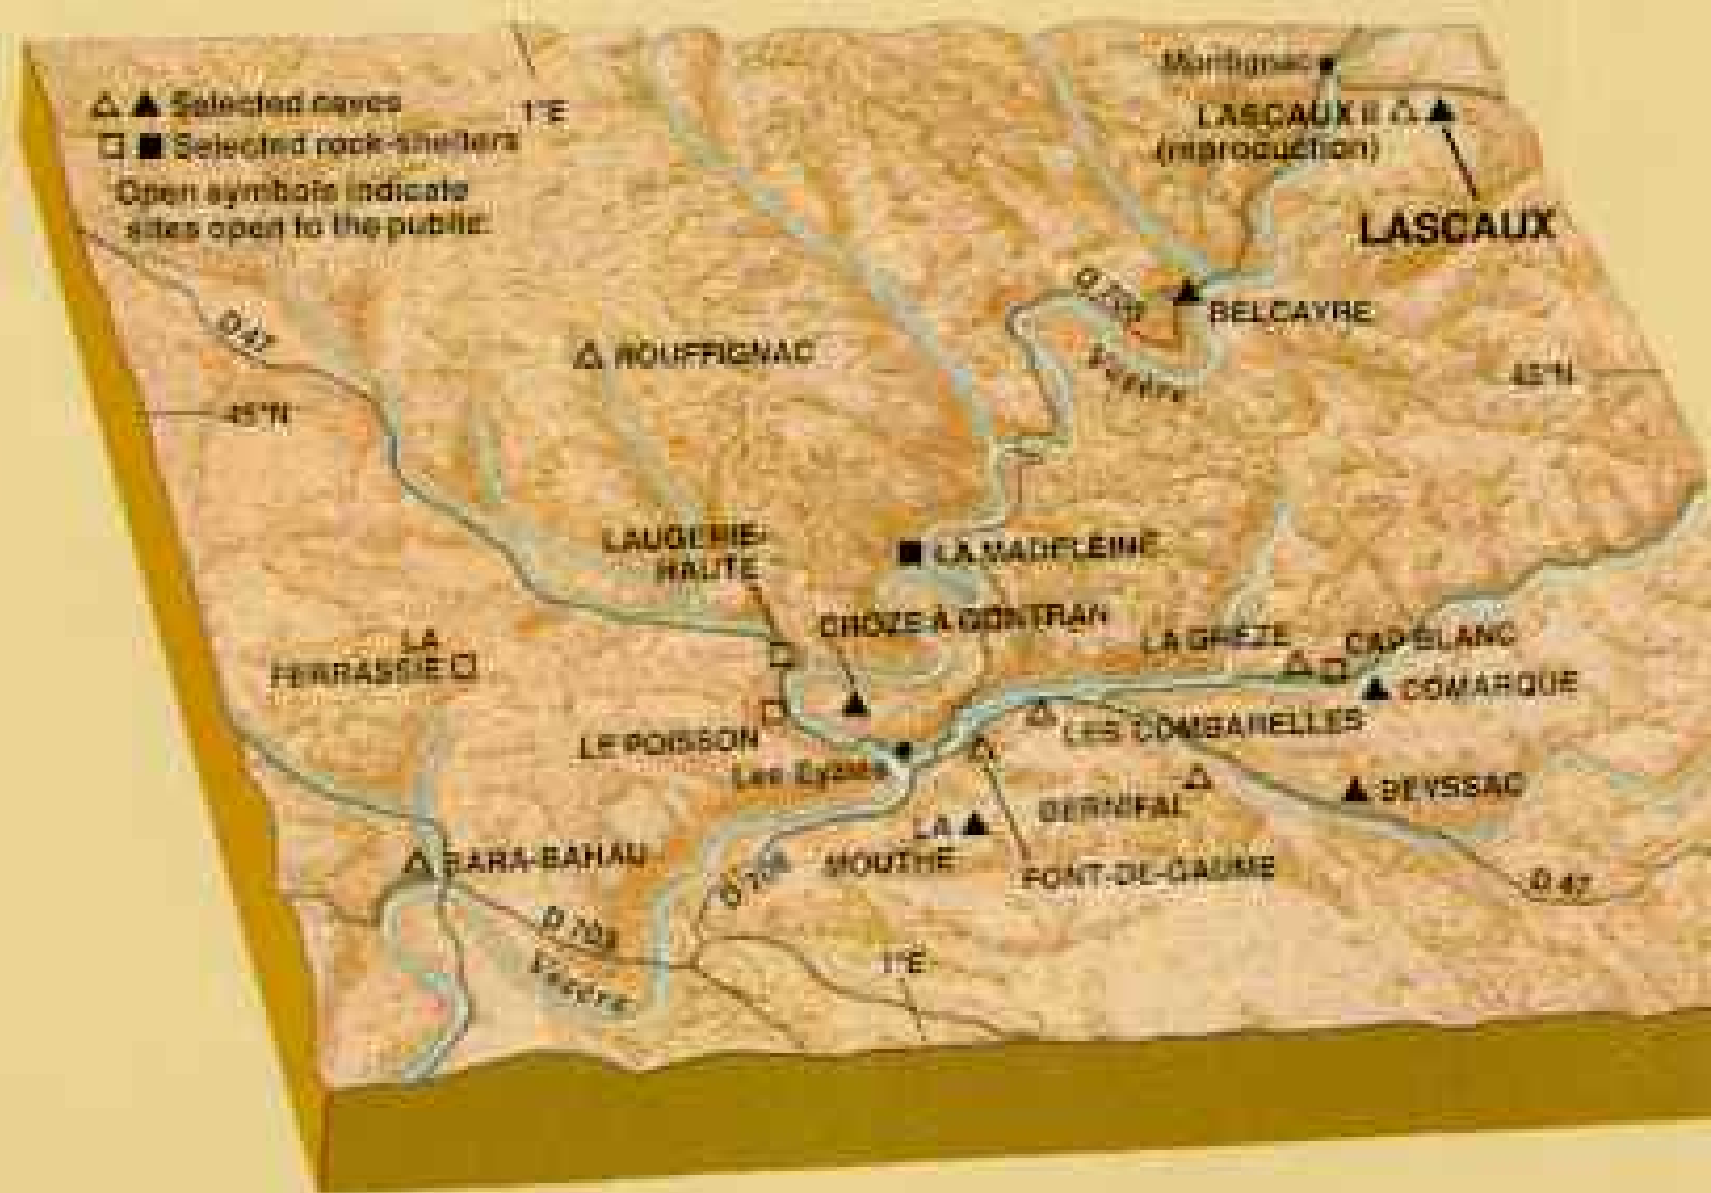 Montignac
Selected caves
1°E
LASCAUX II
Selected rock-shelters
(reproduction)
Open symbols indicate
sites open to the public.
LASCAUX
D 706
BELCAYRE
D 47
ROUFFIGNAC
Vézère
45°N
45°N
LAUGERIE-
HAUTE
LA MADELEINE
CROZE À GONTRAN
LA
FERRASSIE
LA GRÈZE
CAP BLANC
COMARQUE
LE POISSON
LES COMBARELLES
Les Eyzies
BERNIFAL
BEYSSAC
LA
MOUTHE
BARA-BAHAU
FONT-DE-GAUME
D 706
D 47
D 703
Vézère
1°E